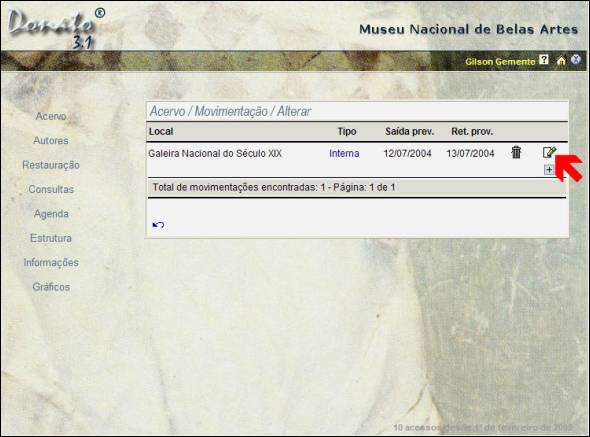 Donato®
3.1
Museu Nacional de Belas Artes
Gilson Gemente ?
Acervo
Autores
Restauração
Consultas
Agenda
Estrutura
Informações
Gráficos
Acervo / Movimentação / Alterar
Local Tipo Saída prev. Ret. prov.
Galeira Nacional do Século XIX Interna 12/07/2004 13/07/2004
+
Total de movimentações encontradas: 1 - Página: 1 de 1
10 acessos desde 1º de fevereiro de